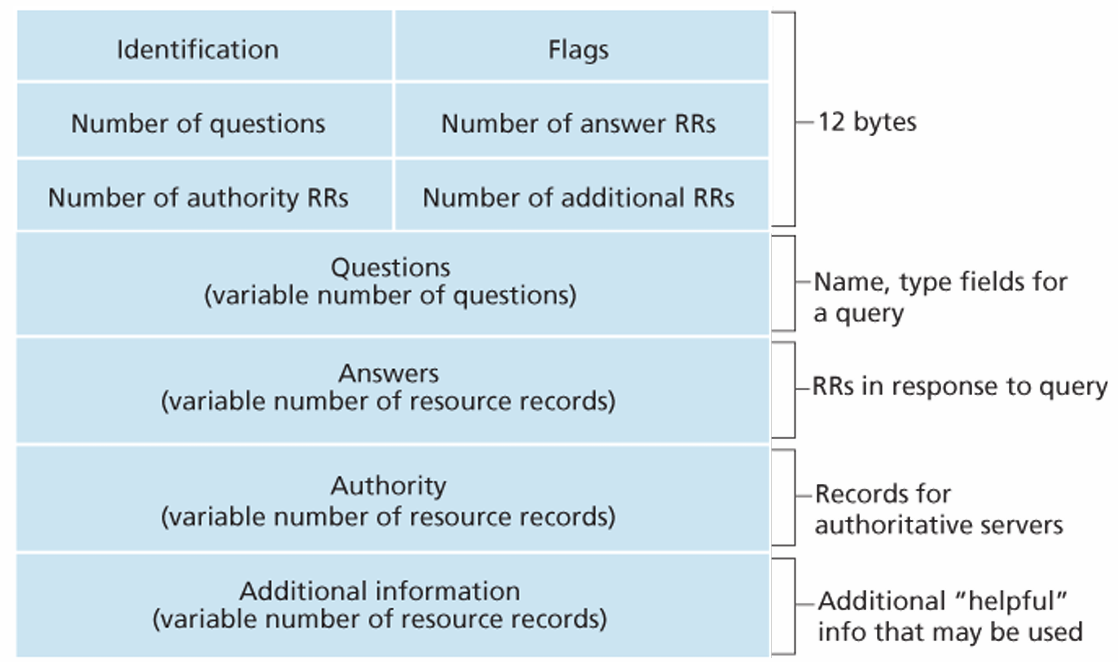 Identification
Flags
Number of questions
Number of answer RRs
12 bytes
Number of authority RRs
Number of additional RRs
Questions
(variable number of questions)
Name, type fields for
a query
Answers
(variable number of resource records)
RRs in response to query
Authority
(variable number of resource records)
Records for
authoritative servers
Additional information
(variable number of resource records)
Additional “helpful”
info that may be used